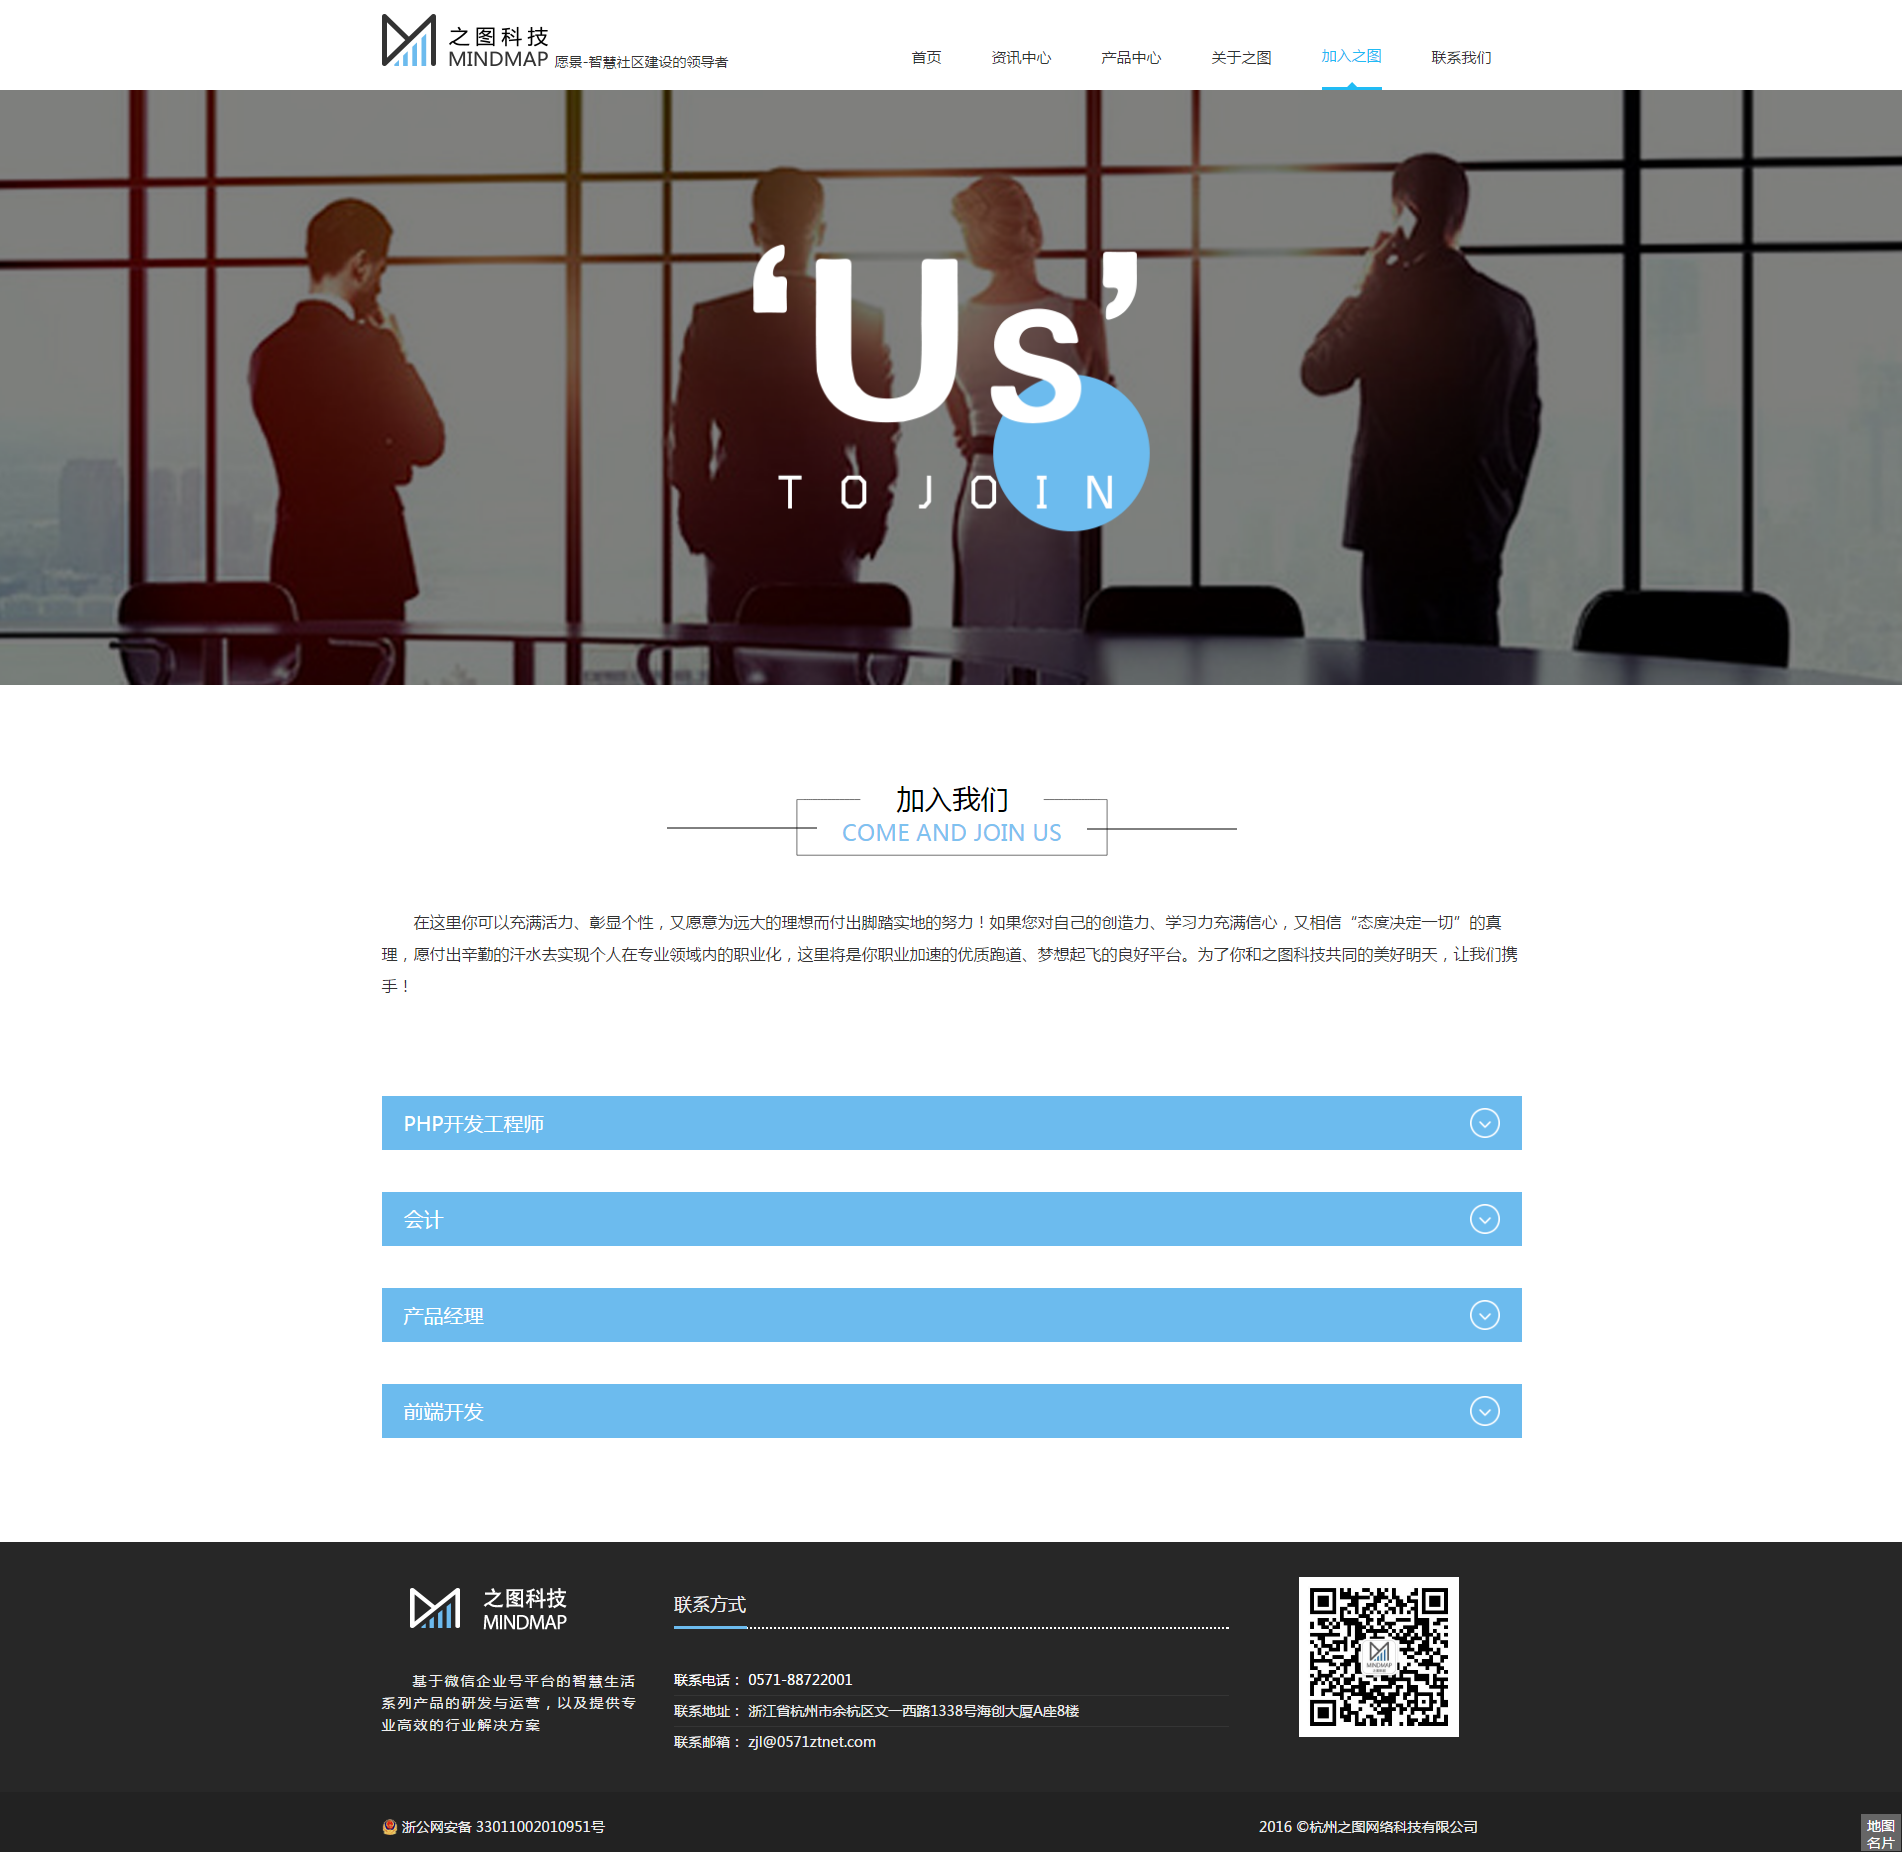 之图科技
MINDMAP 愿景-智慧社区建设的领导者
首页 资讯中心 产品中心 关于之图 加入之图 联系我们
‘Us’
TOJOIN
加入我们
COME AND JOIN US
在这里你可以充满活力、彰显个性，又愿意为远大的理想而付出脚踏实地的努力！如果您对自己的创造力、学习力充满信心，又相信“态度决定一切”的真
理，愿付出辛勤的汗水去实现个人在专业领域内的职业化，这里将是你职业加速的优质跑道、梦想起飞的良好平台。为了你和之图科技共同的美好明天，让我们携
手！
PHP开发工程师
会计
产品经理
前端开发
之图科技
MINDMAP
基于微信企业号平台的智慧生活
系列产品的研发与运营，以及提供专
业高效的行业解决方案
联系方式
联系电话： 0571-88722001
联系地址： 浙江省杭州市余杭区文一西路1338号海创大厦A座8楼
联系邮箱： zjl@0571ztnet.com
MINDMAP
浙公网安备 33011002010951号
2016 ©杭州之图网络科技有限公司
地图
名片